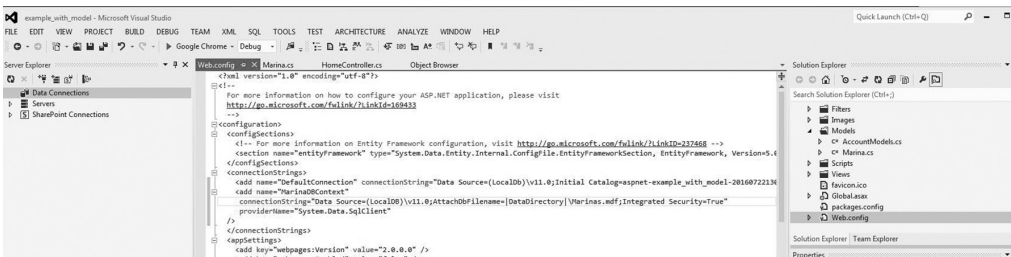 example_with_model - Microsoft Visual Studio
Quick Launch (Ctrl+Q)
FILE EDIT VIEW PROJECT BUILD DEBUG TEAM XML SQL TOOLS TEST ARCHITECTURE ANALYZE WINDOW HELP
Google Chrome Debug
Server Explorer
Data Connections
Servers
SharePoint Connections
Web.config Marina.cs HomeController.cs Object Browser
<?xml version="1.0" encoding="utf-8"?>
<!--
For more information on how to configure your ASP.NET application, please visit
http://go.microsoft.com/fwlink/?LinkId=169433
-->
<configuration>
<configSections>
<!-- For more information on Entity Framework configuration, visit http://go.microsoft.com/fwlink/?LinkID=237468 -->
<section name="entityFramework" type="System.Data.Entity.Internal.ConfigFile.EntityFrameworkSection, EntityFramework, Version=5.
</configSections>
<connectionStrings>
<add name="DefaultConnection" connectionString="Data Source=(LocalDb)\v11.0;Initial Catalog=aspnet-example_with_model-2016072213
<add name="MarinaDBContext"
connectionString="Data Source=(LocalDB)\v11.0;AttachDbFilename=|DataDirectory|\Marinas.mdf;Integrated Security=True"
providerName="System.Data.SqlClient"
/>
</connectionStrings>
<appSettings>
<add key="webpages:Version" value="2.0.0.0" />
Solution Explorer
Search Solution Explorer (Ctrl+;)
Filters
Images
Models
C# AccountModels.cs
C# Marina.cs
Scripts
Views
favicon.ico
Global.asax
packages.config
Web.config
Solution Explorer Team Explorer
Properties